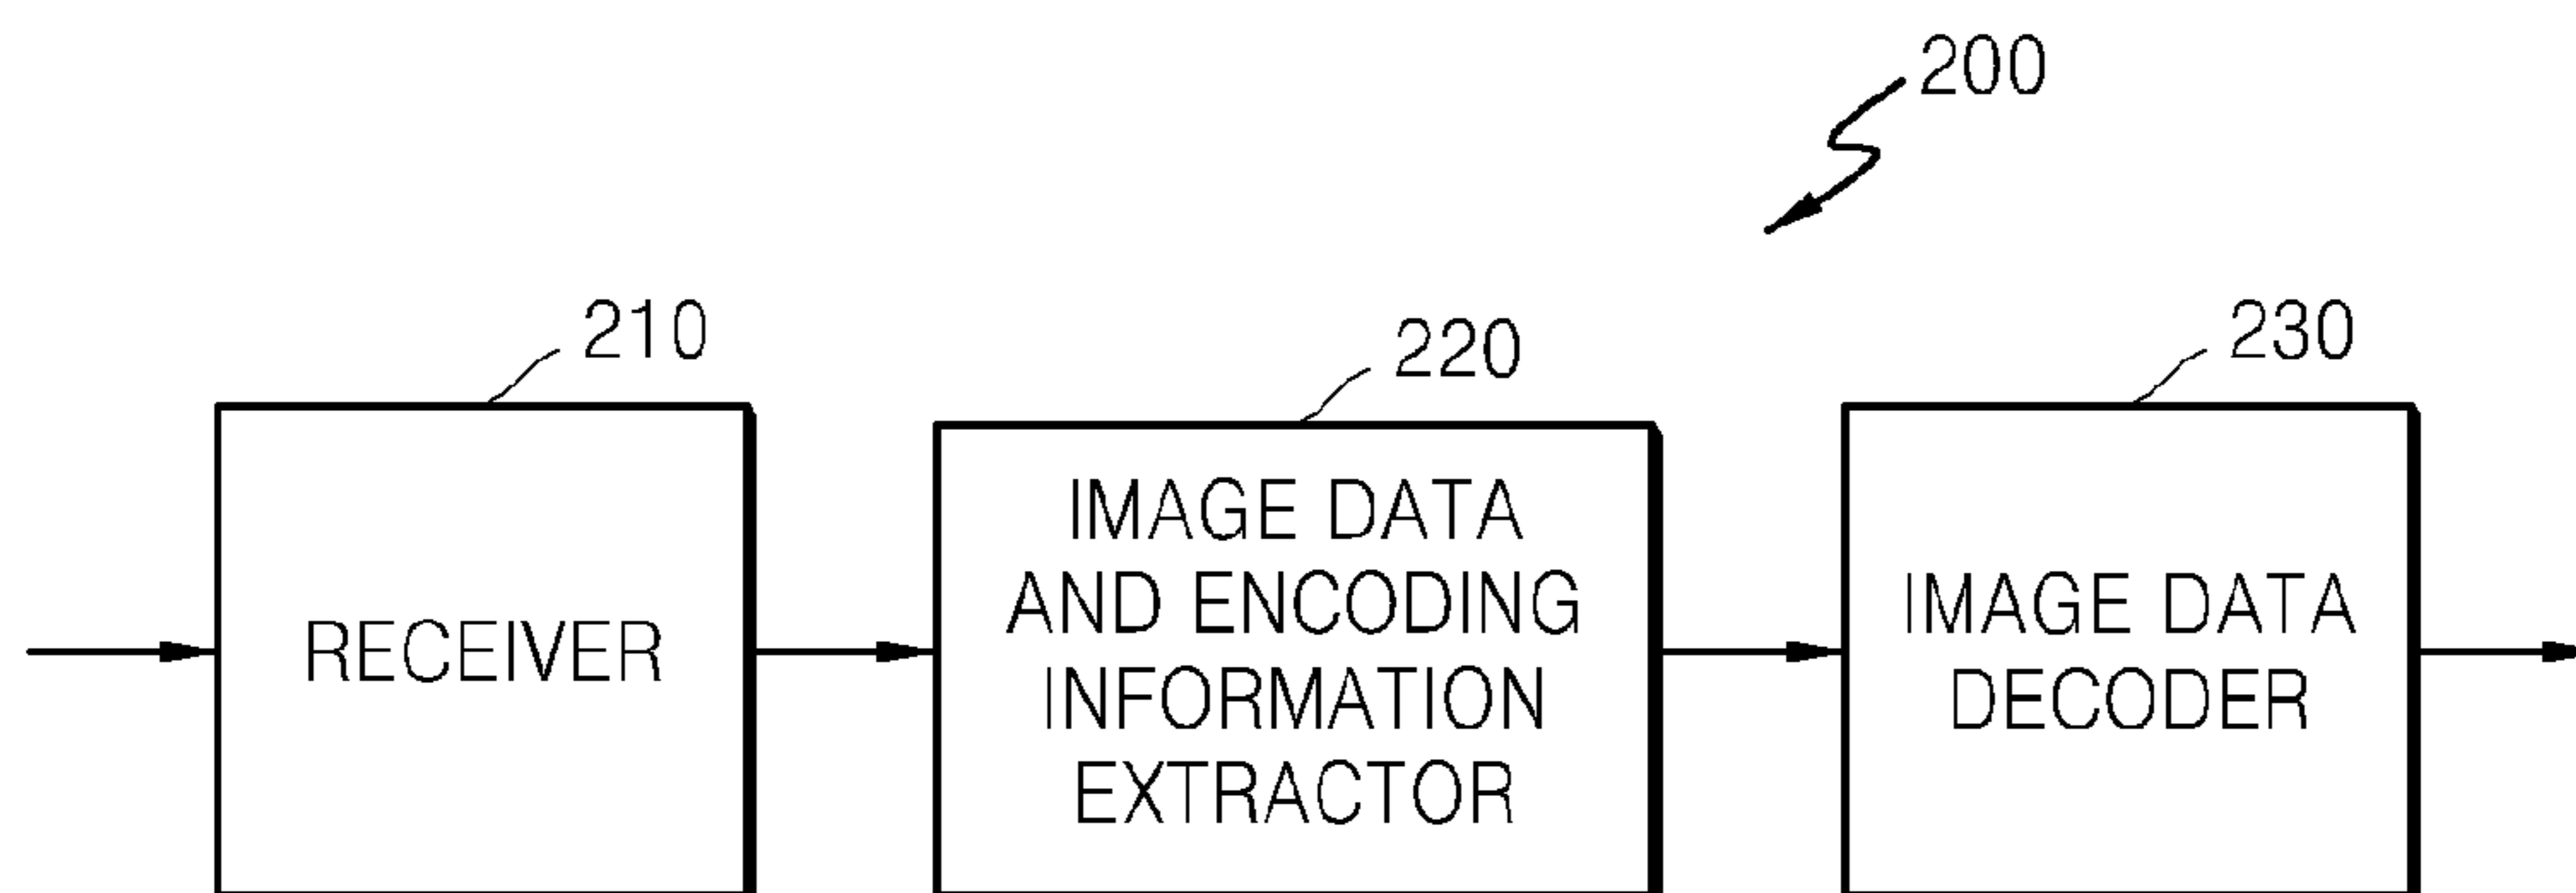 200
210
220
230
RECEIVER
IMAGE DATA
AND ENCODING
INFORMATION
EXTRACTOR
IMAGE DATA
DECODER